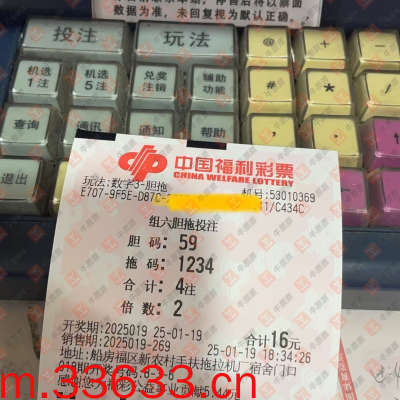 数据为准，未回复视为默认正确。
投注
玩法
@
+
-
机选1注
机选5注
兑奖注销
辅助功能
#
*
/
查询
通讯
通知
帮助
退出
中国福利彩票
CHINA WELFARE LOTTERY
玩法:数字3-胆拖
机号:53010369
E707-9F5E-D87C-
11/C434C
组六胆拖投注
胆 码: 59
拖 码: 1234
合 计: 4注
倍 数: 2
开奖期:2025019 25-01-19
合计16元
销售期:2025019-269
25-01-19 18:34:26
地址:船房福区新农村手扶拖拉机厂宿舍门口
m.33633.cn